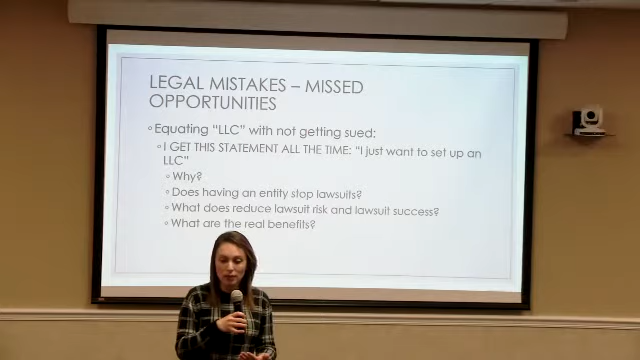 LEGAL MISTAKES – MISSED
OPPORTUNITIES
Equating "LLC" with not getting sued:
I GET THIS STATEMENT ALL THE TIME: "I just want to set up an
LLC"
Why?
Does having an entity stop lawsuits?
What does reduce lawsuit risk and lawsuit success?
What are the real benefits?